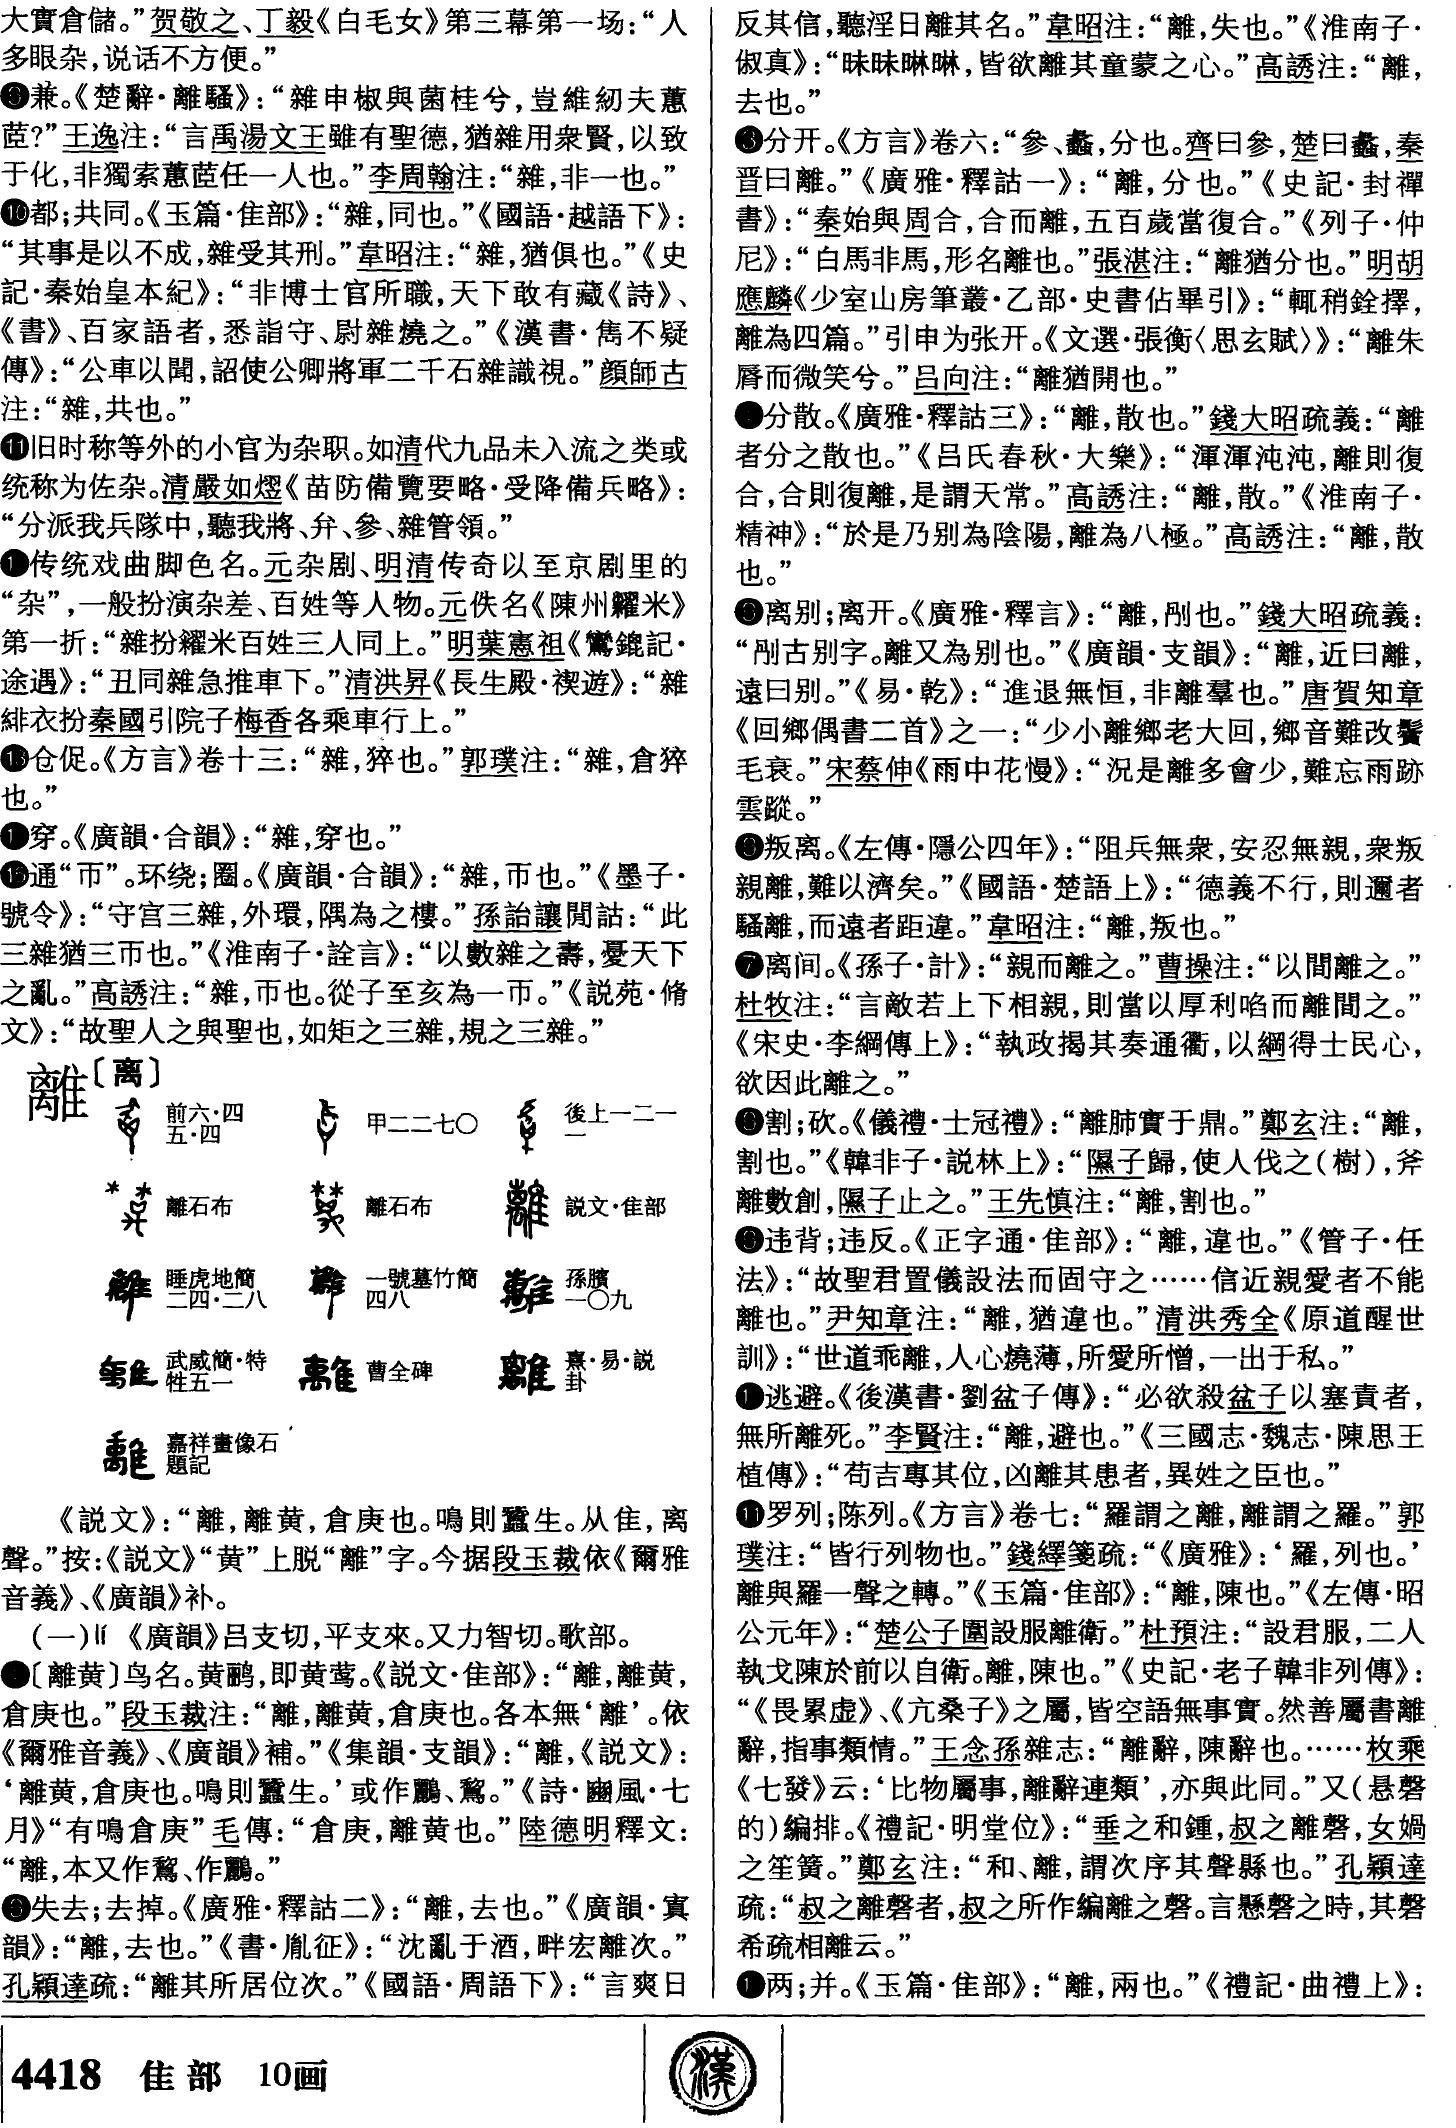 大實倉儲。”贺敬之、丁毅《白毛女》第三幕第一场：“人
多眼杂，说话不方便。”
❾兼。《楚辭·離騷》：“雜申椒與菌桂兮，豈維紉夫蕙
茝？”王逸注：“言禹湯文王雖有聖德，猶雜用衆賢，以致
于化，非獨索蕙茝任一人也。”李周翰注：“雜，非一也。”
❿都；共同。《玉篇·隹部》：“雜，同也。”《國語·越語下》：
“其事是以不成，雜受其刑。”韋昭注：“雜，猶俱也。”《史
記·秦始皇本紀》：“非博士官所職，天下敢有藏《詩》、
《書》、百家語者，悉詣守、尉雜燒之。”《漢書·雋不疑
傳》：“公車以聞，詔使公卿將軍二千石雜識視。”顔師古
注：“雜，共也。”
⓫旧时称等外的小官为杂职。如清代九品未入流之类或
统称为佐杂。清嚴如熤《苗防備覽要略·受降備兵略》：
“分派我兵隊中，聽我將、弁、參、雜管領。”
⓬传统戏曲脚色名。元杂剧、明清传奇以至京剧里的
“杂”，一般扮演杂差、百姓等人物。元佚名《陳州糶米》
第一折：“雜扮糴米百姓三人同上。”明葉憲祖《鸞鎞記·
途遇》：“丑同雜急推車下。”清洪昇《長生殿·禊遊》：“雜
緋衣扮秦國引院子梅香各乘車行上。”
⓭仓促。《方言》卷十三：“雜，猝也。”郭璞注：“雜，倉猝
也。”
⓮穿。《廣韻·合韻》：“雜，穿也。”
⓯通“帀”。环绕；圈。《廣韻·合韻》：“雜，帀也。”《墨子·
號令》：“守宫三雜，外環，隅為之樓。”孫詒讓閒詁：“此
三雜猶三帀也。”《淮南子·詮言》：“以數雜之壽，憂天下
之亂。”高誘注：“雜，帀也。從子至亥為一帀。”《説苑·脩
文》：“故聖人之與聖也，如矩之三雜，規之三雜。”
離〔离〕
前六·四五·四　甲二二七〇　後上一二一一
離石布　離石布　説文·隹部
睡虎地簡二四·二八　一號墓竹簡四八　孫臏一〇九
武威簡·特牲五一　曹全碑　熹·易·説卦
嘉祥畫像石題記
《説文》：“離，離黄，倉庚也。鳴則蠶生。从隹，离
聲。”按：《説文》“黄”上脱“離”字。今据段玉裁依《爾雅
音義》、《廣韻》补。
（一）lí　《廣韻》吕支切，平支來。又力智切。歌部。
❶〔離黄〕鸟名。黄鹂，即黄莺。《説文·隹部》：“離，離黄，
倉庚也。”段玉裁注：“離，離黄，倉庚也。各本無‘離’。依
《爾雅音義》、《廣韻》補。”《集韻·支韻》：“離，《説文》：
‘離黄，倉庚也。鳴則蠶生。’或作鸝、鴷。”《詩·豳風·七
月》“有鳴倉庚”毛傳：“倉庚，離黄也。”陸德明釋文：
“離，本又作鴷、作鸝。”
❷失去；去掉。《廣雅·釋詁二》：“離，去也。”《廣韻·寘
韻》：“離，去也。”《書·胤征》：“沈亂于酒，畔宏離次。”
孔穎達疏：“離其所居位次。”《國語·周語下》：“言爽日
反其信，聽淫日離其名。”韋昭注：“離，失也。”《淮南子·
俶真》：“昧昧晽晽，皆欲離其童蒙之心。”高誘注：“離，
去也。”
❸分开。《方言》卷六：“參、蠡，分也。齊曰參，楚曰蠡，秦
晋曰離。”《廣雅·釋詁一》：“離，分也。”《史記·封禪
書》：“秦始與周合，合而離，五百歲當復合。”《列子·仲
尼》：“白馬非馬，形名離也。”張湛注：“離猶分也。”明胡
應麟《少室山房筆叢·乙部·史書佔畢引》：“輒稍銓擇，
離為四篇。”引申为张开。《文選·張衡〈思玄賦〉》：“離朱
脣而微笑兮。”吕向注：“離猶開也。”
❹分散。《廣雅·釋詁三》：“離，散也。”錢大昭疏義：“離
者分之散也。”《吕氏春秋·大樂》：“渾渾沌沌，離則復
合，合則復離，是謂天常。”高誘注：“離，散。”《淮南子·
精神》：“於是乃别為陰陽，離為八極。”高誘注：“離，散
也。”
❺离别；离开。《廣雅·釋言》：“離，刐也。”錢大昭疏義：
“刐古别字。離又為别也。”《廣韻·支韻》：“離，近曰離，
遠曰别。”《易·乾》：“進退無恒，非離羣也。”唐賀知章
《回鄉偶書二首》之一：“少小離鄉老大回，鄉音難改鬢
毛衰。”宋蔡伸《雨中花慢》：“況是離多會少，難忘雨跡
雲蹤。”
❻叛离。《左傳·隱公四年》：“阻兵無衆，安忍無親，衆叛
親離，難以濟矣。”《國語·楚語上》：“德義不行，則邇者
騷離，而遠者距違。”韋昭注：“離，叛也。”
❼离间。《孫子·計》：“親而離之。”曹操注：“以間離之。”
杜牧注：“言敵若上下相親，則當以厚利啗而離間之。”
《宋史·李綱傳上》：“執政揭其奏通衢，以綱得士民心，
欲因此離之。”
❽割；砍。《儀禮·士冠禮》：“離肺實于鼎。”鄭玄注：“離，
割也。”《韓非子·説林上》：“隰子歸，使人伐之（樹），斧
離數創，隰子止之。”王先慎注：“離，割也。”
❾违背；违反。《正字通·隹部》：“離，違也。”《管子·任
法》：“故聖君置儀設法而固守之……信近親愛者不能
離也。”尹知章注：“離，猶違也。”清洪秀全《原道醒世
訓》：“世道乖離，人心燒薄，所愛所憎，一出于私。”
❿逃避。《後漢書·劉盆子傳》：“必欲殺盆子以塞責者，
無所離死。”李賢注：“離，避也。”《三國志·魏志·陳思王
植傳》：“苟吉專其位，凶離其患者，異姓之臣也。”
⓫罗列；陈列。《方言》卷七：“羅謂之離，離謂之羅。”郭
璞注：“皆行列物也。”錢繹箋疏：“《廣雅》：‘羅，列也。’
離與羅一聲之轉。”《玉篇·隹部》：“離，陳也。”《左傳·昭
公元年》：“楚公子圍設服離衛。”杜預注：“設君服，二人
執戈陳於前以自衛。離，陳也。”《史記·老子韓非列傳》：
“《畏累虚》、《亢桑子》之屬，皆空語無事實。然善屬書離
辭，指事類情。”王念孫雜志：“離辭，陳辭也。……枚乘
《七發》云：‘比物屬事，離辭連類’，亦與此同。”又（悬磬
的）编排。《禮記·明堂位》：“垂之和鍾，叔之離磬，女媧
之笙簧。”鄭玄注：“和、離，謂次序其聲縣也。”孔穎達
疏：“叔之離磬者，叔之所作編離之磬。言懸磬之時，其磬
希疏相離云。”
⓬两；并。《玉篇·隹部》：“離，兩也。”《禮記·曲禮上》：
4418　隹部　10画
漢